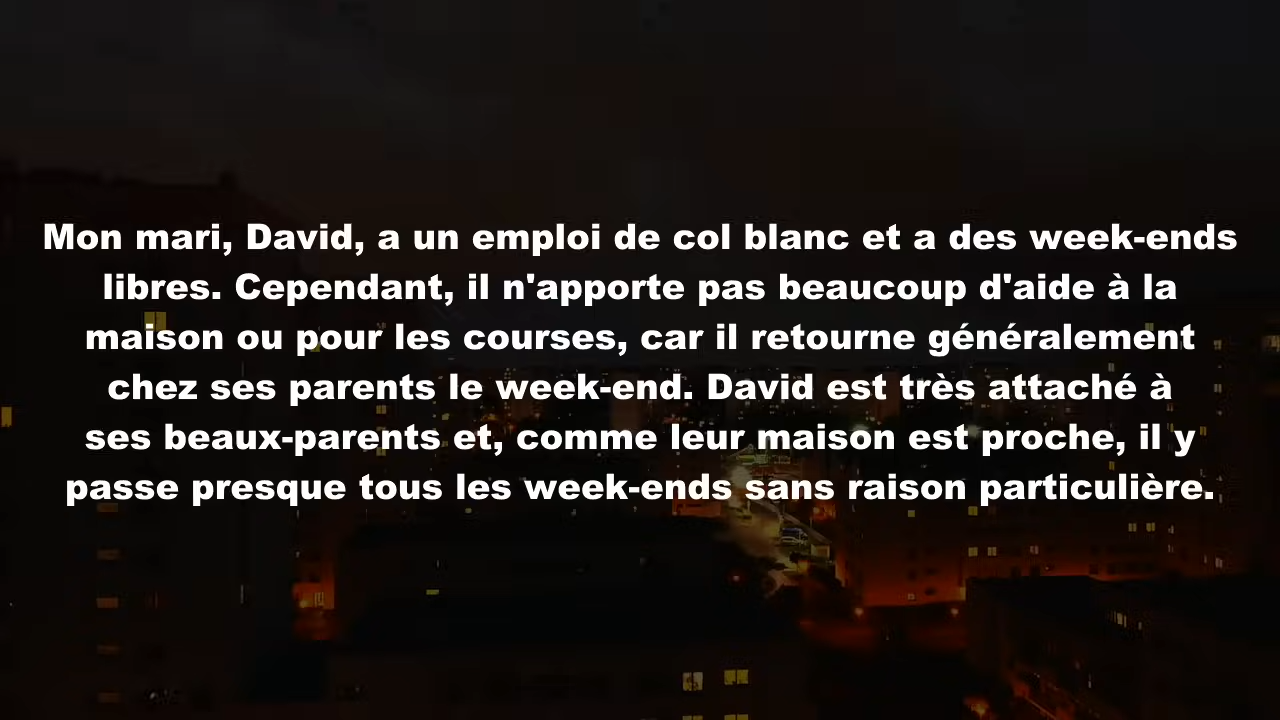 Mon mari, David, a un emploi de col blanc et a des week-ends
libres. Cependant, il n'apporte pas beaucoup d'aide à la
maison ou pour les courses, car il retourne généralement
chez ses parents le week-end. David est très attaché à
ses beaux-parents et, comme leur maison est proche, il y
passe presque tous les week-ends sans raison particulière.